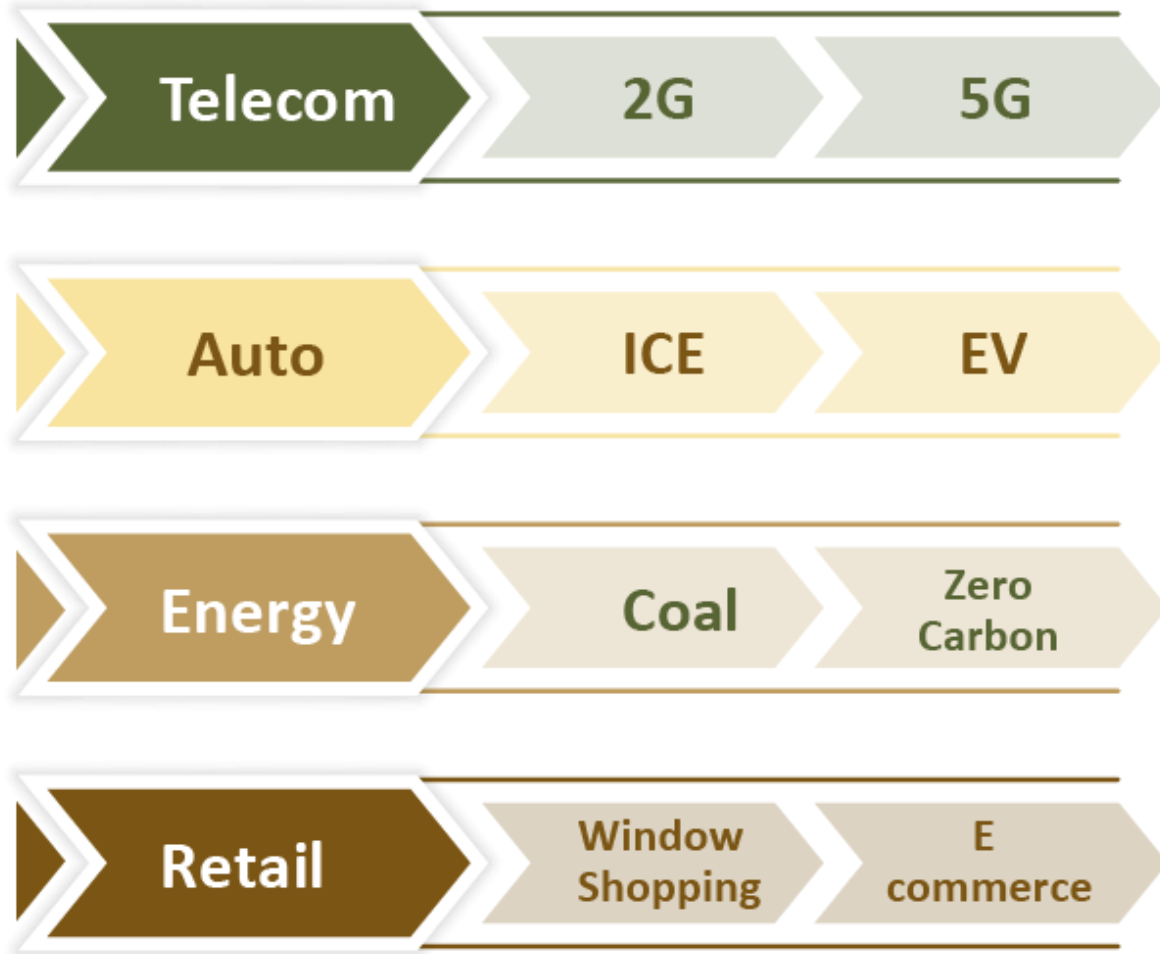 Telecom 2G 5G
Auto ICE EV
Energy Coal Zero
Carbon
Retail Window
Shopping E
commerce